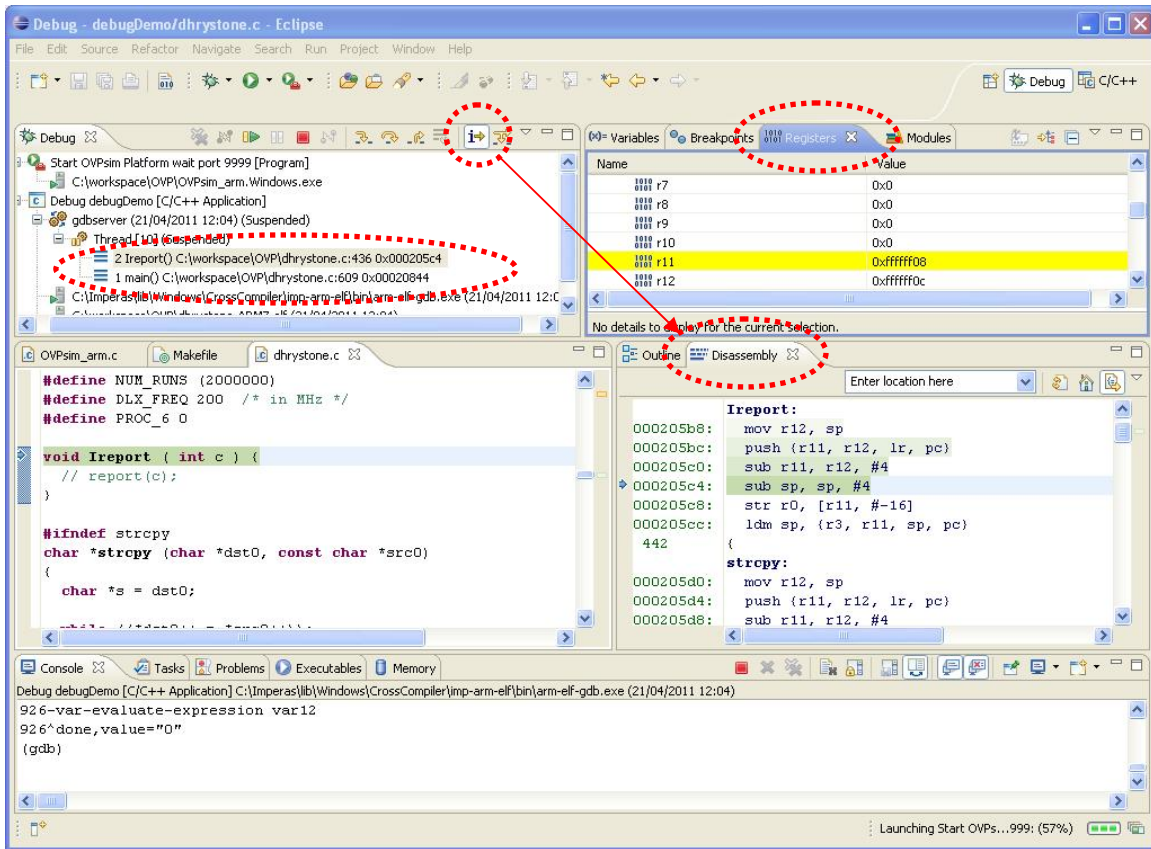 Debug - debugDemo/dhrystone.c - Eclipse
File Edit Source Refactor Navigate Search Run Project Window Help
Debug C/C++
Debug
Start OVPsim Platform wait port 9999 [Program]
C:\workspace\OVP\OVPsim_arm.Windows.exe
Debug debugDemo [C/C++ Application]
gdbserver (21/04/2011 12:04) (Suspended)
Thread [10] (Suspended)
2 Ireport() C:\workspace\OVP\dhrystone.c:436 0x000205c4
1 main() C:\workspace\OVP\dhrystone.c:609 0x00020844
C:\Imperas\lib\Windows\CrossCompiler\imp-arm-elf\bin\arm-elf-gdb.exe (21/04/2011 12:0
(x)= Variables Breakpoints Registers Modules
Name Value
r7 0x0
r8 0x0
r9 0x0
r10 0x0
r11 0xffffff08
r12 0xffffff0c
No details to display for the current selection.
OVPsim_arm.c Makefile dhrystone.c
#define NUM_RUNS (2000000)
#define DLX_FREQ 200 /* in MHz */
#define PROC_6 0
void Ireport ( int c ) {
// report(c);
}
#ifndef strcpy
char *strcpy (char *dst0, const char *src0)
{
char *s = dst0;
Outline Disassembly
Enter location here
Ireport:
000205b8: mov r12, sp
000205bc: push {r11, r12, lr, pc}
000205c0: sub r11, r12, #4
000205c4: sub sp, sp, #4
000205c8: str r0, [r11, #-16]
000205cc: ldm sp, {r3, r11, sp, pc}
442 {
strcpy:
000205d0: mov r12, sp
000205d4: push {r11, r12, lr, pc}
000205d8: sub r11, r12, #4
Console Tasks Problems Executables Memory
Debug debugDemo [C/C++ Application] C:\Imperas\lib\Windows\CrossCompiler\imp-arm-elf\bin\arm-elf-gdb.exe (21/04/2011 12:04)
926-var-evaluate-expression var12
926^done,value="0"
(gdb)
Launching Start OVPs...999: (57%)